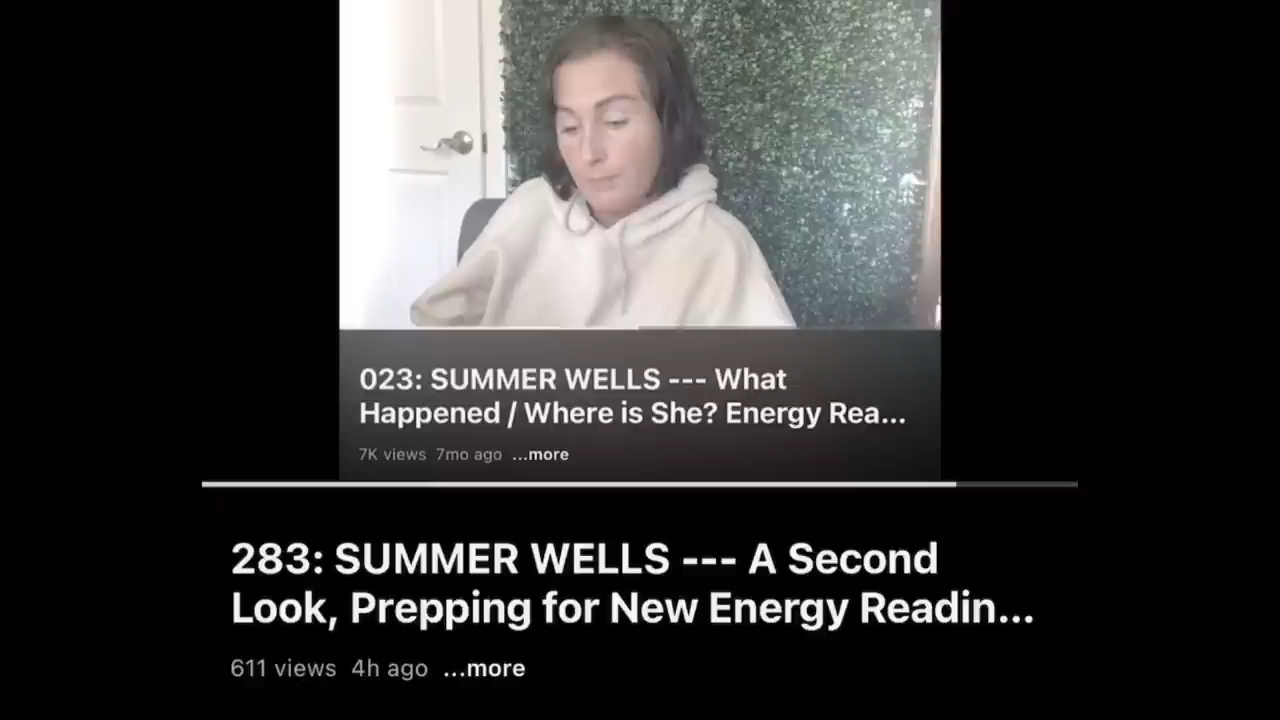 023: SUMMER WELLS --- What
Happened / Where is She? Energy Rea...
7K views 7mo ago ...more
283: SUMMER WELLS --- A Second
Look, Prepping for New Energy Readin...
611 views 4h ago ...more